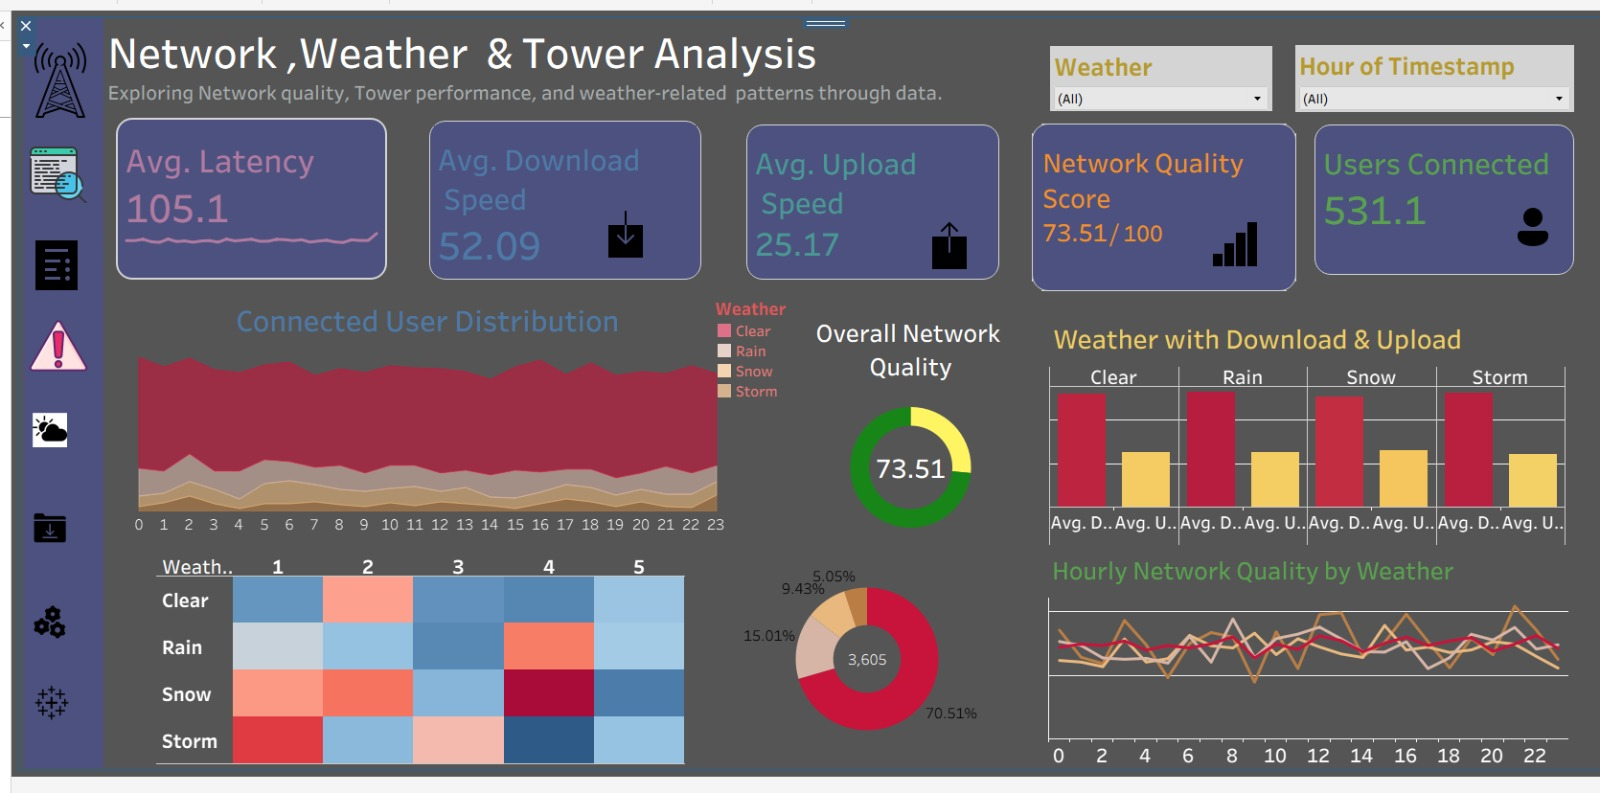 Network ,Weather & Tower Analysis
Exploring Network quality, Tower performance, and weather-related patterns through data.
Weather
(All)
Hour of Timestamp
(All)
Avg. Latency
105.1
Avg. Download
Speed
52.09
Avg. Upload
Speed
25.17
Network Quality
Score
73.51/ 100
Users Connected
531.1
Connected User Distribution
0 1 2 3 4 5 6 7 8 9 10 11 12 13 14 15 16 17 18 19 20 21 22 23
Weather
Clear
Rain
Snow
Storm
Overall Network
Quality
73.51
Weather with Download & Upload
Clear Rain Snow Storm
Avg. D.. Avg. U.. Avg. D.. Avg. U.. Avg. D.. Avg. U.. Avg. D.. Avg. U..
Weath.. 1 2 3 4 5
Clear
Rain
Snow
Storm
5.05%
9.43%
15.01%
3,605
70.51%
Hourly Network Quality by Weather
0 2 4 6 8 10 12 14 16 18 20 22